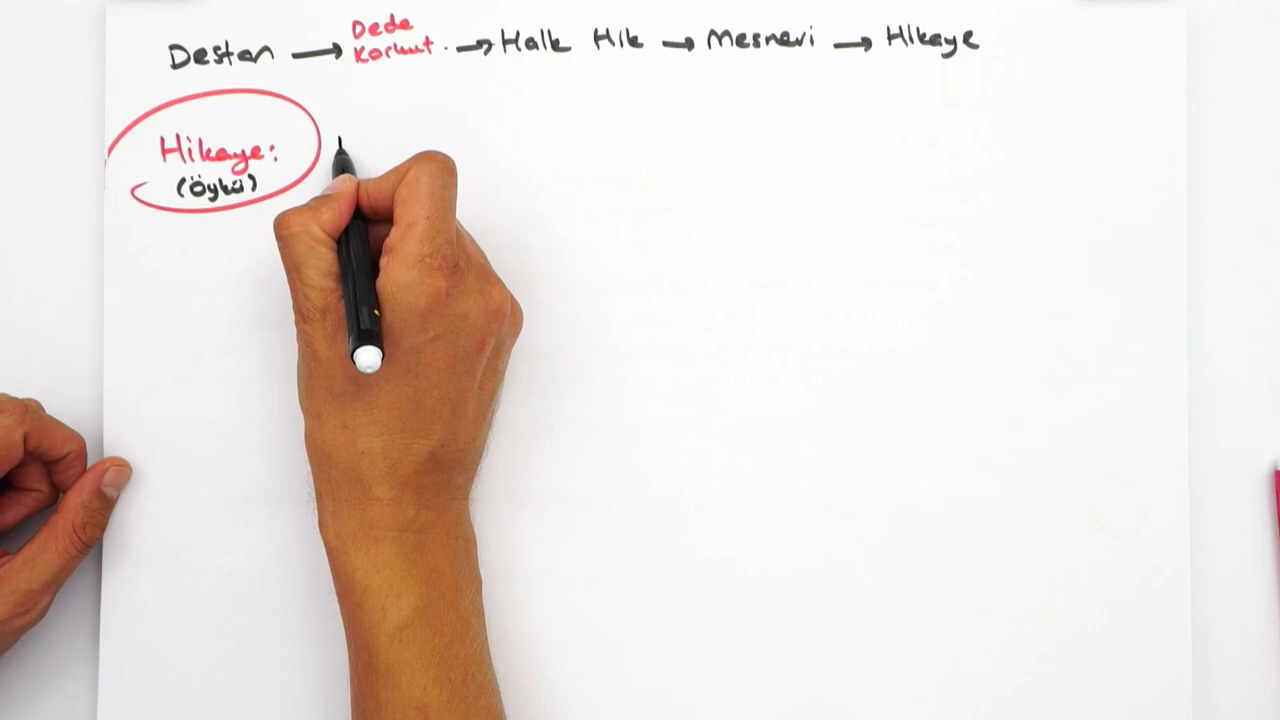 Destan → Dede Korkut → Halk Hik → Mesnevi → Hikaye
Hikaye:
(Öykü)